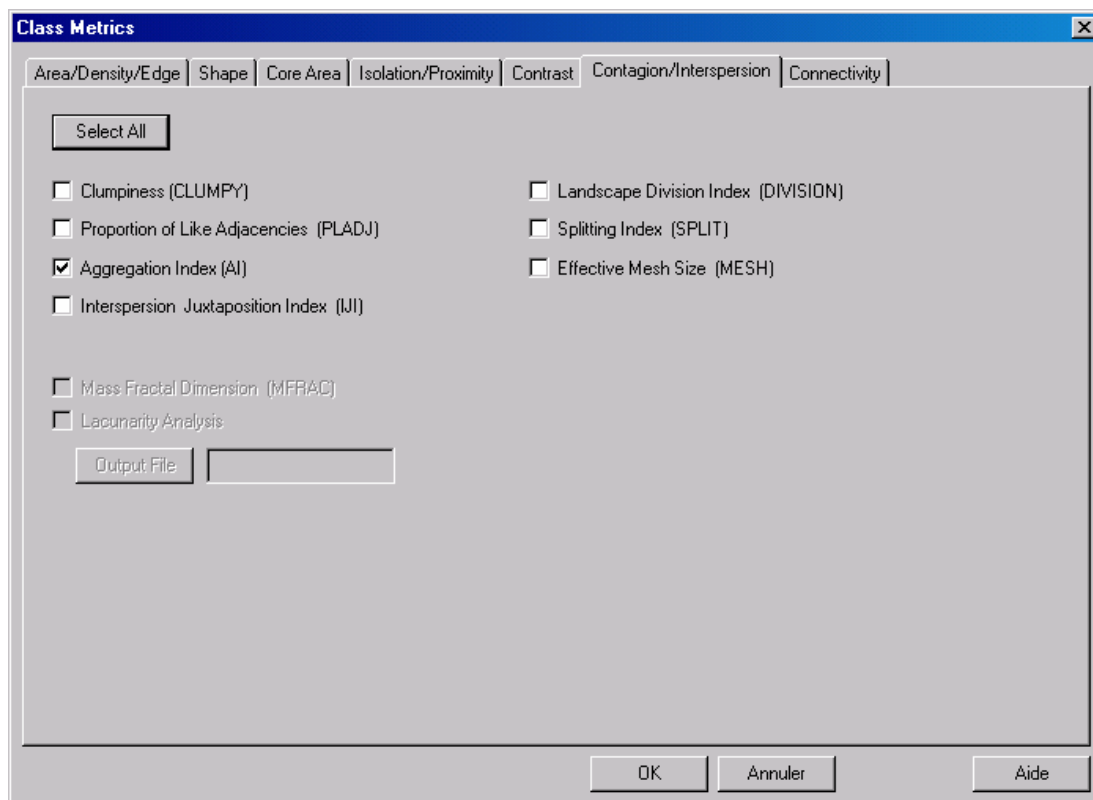 Class Metrics
Area/Density/Edge Shape Core Area Isolation/Proximity Contrast Contagion/Interspersion Connectivity
Select All
Clumpiness (CLUMPY)
Landscape Division Index (DIVISION)
Proportion of Like Adjacencies (PLADJ)
Splitting Index (SPLIT)
Aggregation Index (AI)
Effective Mesh Size (MESH)
Interspersion Juxtaposition Index (IJI)
Mass Fractal Dimension (MFRAC)
Lacunarity Analysis
Output File
OK Annuler Aide